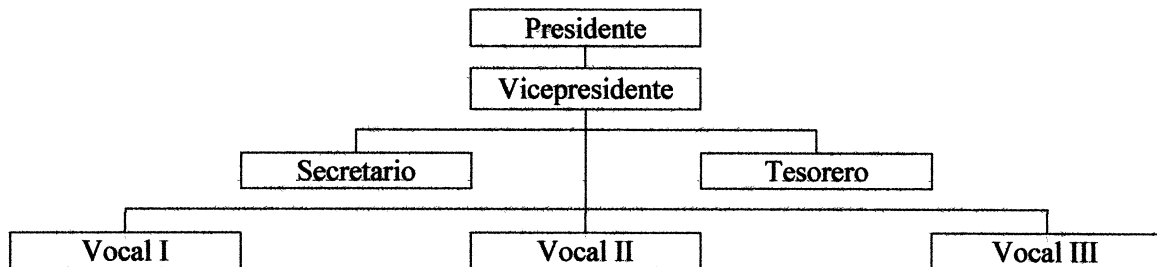 Presidente
Vicepresidente
Secretario Tesorero
Vocal I Vocal II Vocal III